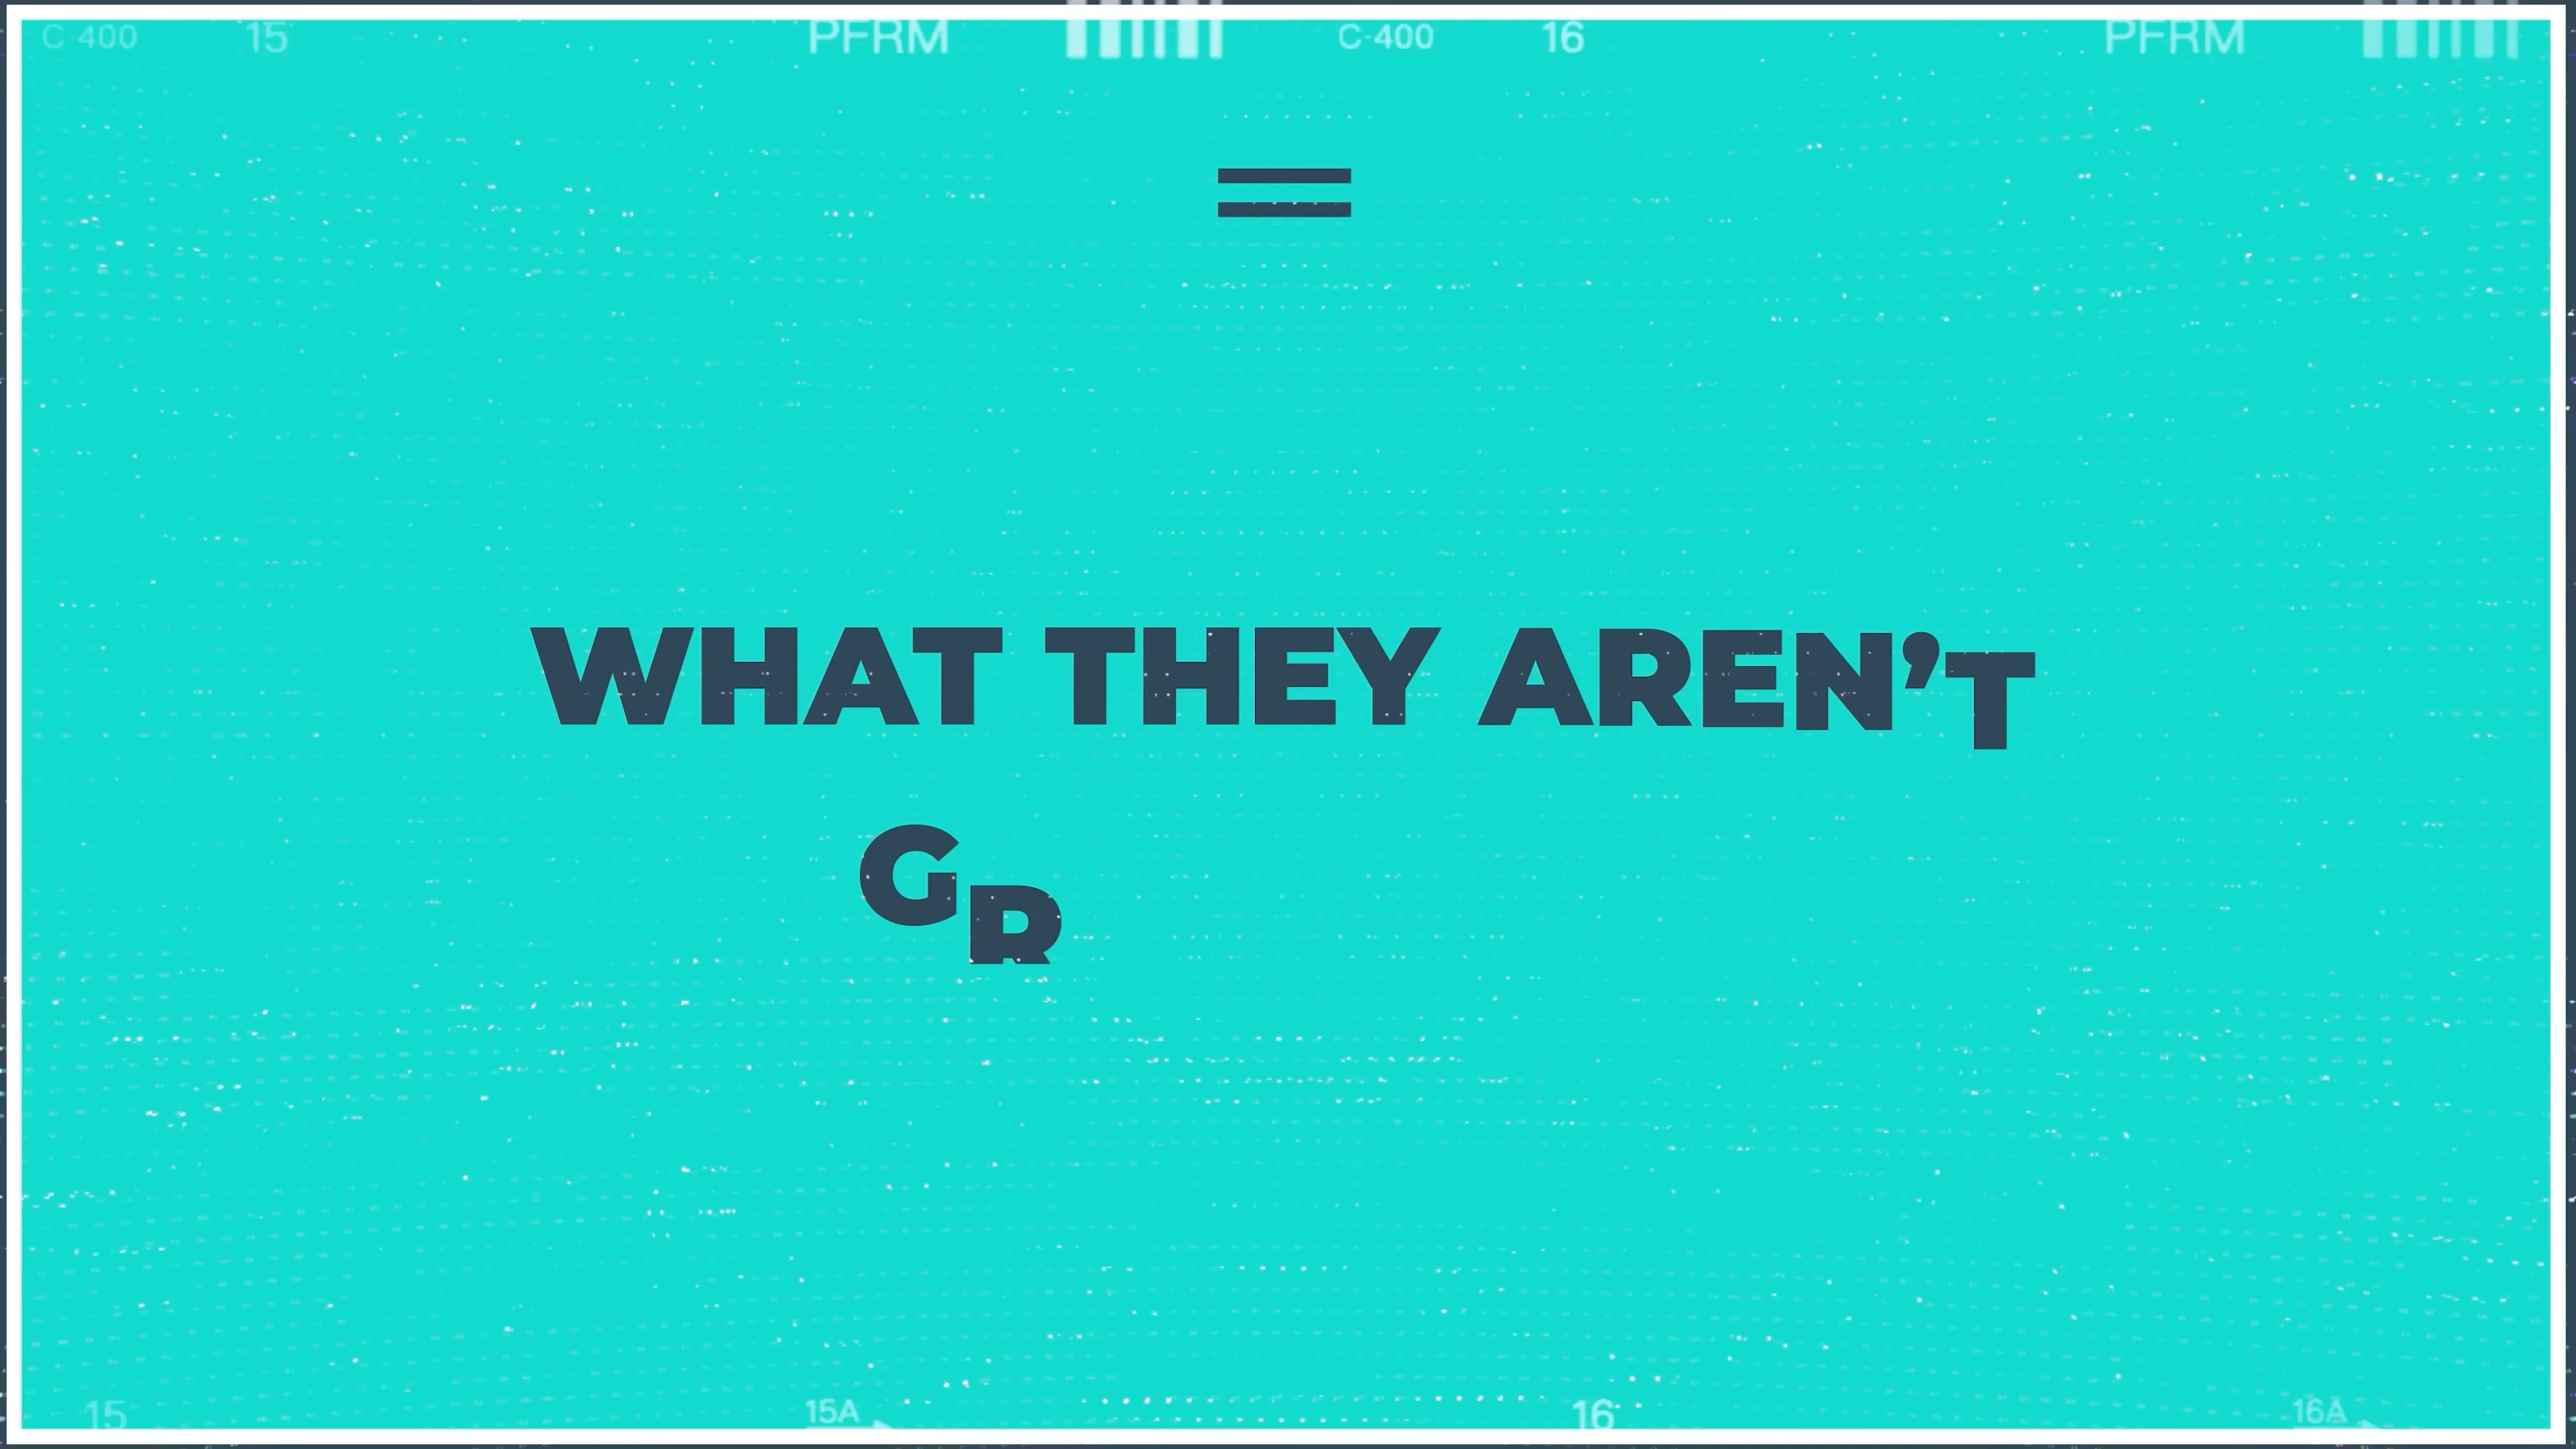 C-400 15 PFRM C-400 16 PFRM
=
WHAT THEY AREN’T
GR
15 15A 16 16A